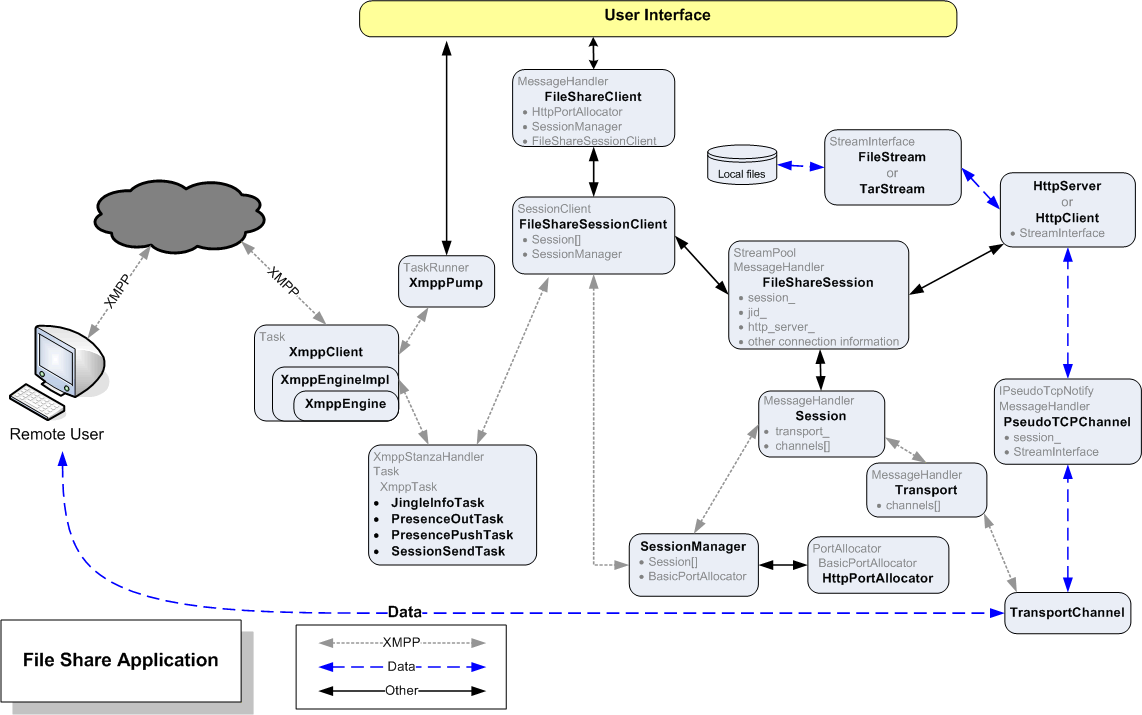 User Interface
MessageHandler
FileShareClient
• HttpPortAllocator
• SessionManager
• FileShareSessionClient
StreamInterface
FileStream
or
TarStream
Local files
HttpServer
or
HttpClient
• StreamInterface
SessionClient
FileShareSessionClient
• Session[]
• SessionManager
StreamPool
MessageHandler
FileShareSession
• session_
• jid_
• http_server_
• other connection information
TaskRunner
XmppPump
XMPP
XMPP
Task
XmppClient
XmppEngineImpl
XmppEngine
Remote User
XmppStanzaHandler
Task
XmppTask
• JingleInfoTask
• PresenceOutTask
• PresencePushTask
• SessionSendTask
MessageHandler
Session
• transport_
• channels[]
IPseudoTcpNotify
MessageHandler
PseudoTCPChannel
• session_
• StreamInterface
MessageHandler
Transport
• channels[]
SessionManager
• Session[]
• BasicPortAllocator
PortAllocator
BasicPortAllocator
HttpPortAllocator
TransportChannel
Data
File Share Application
XMPP
Data
Other